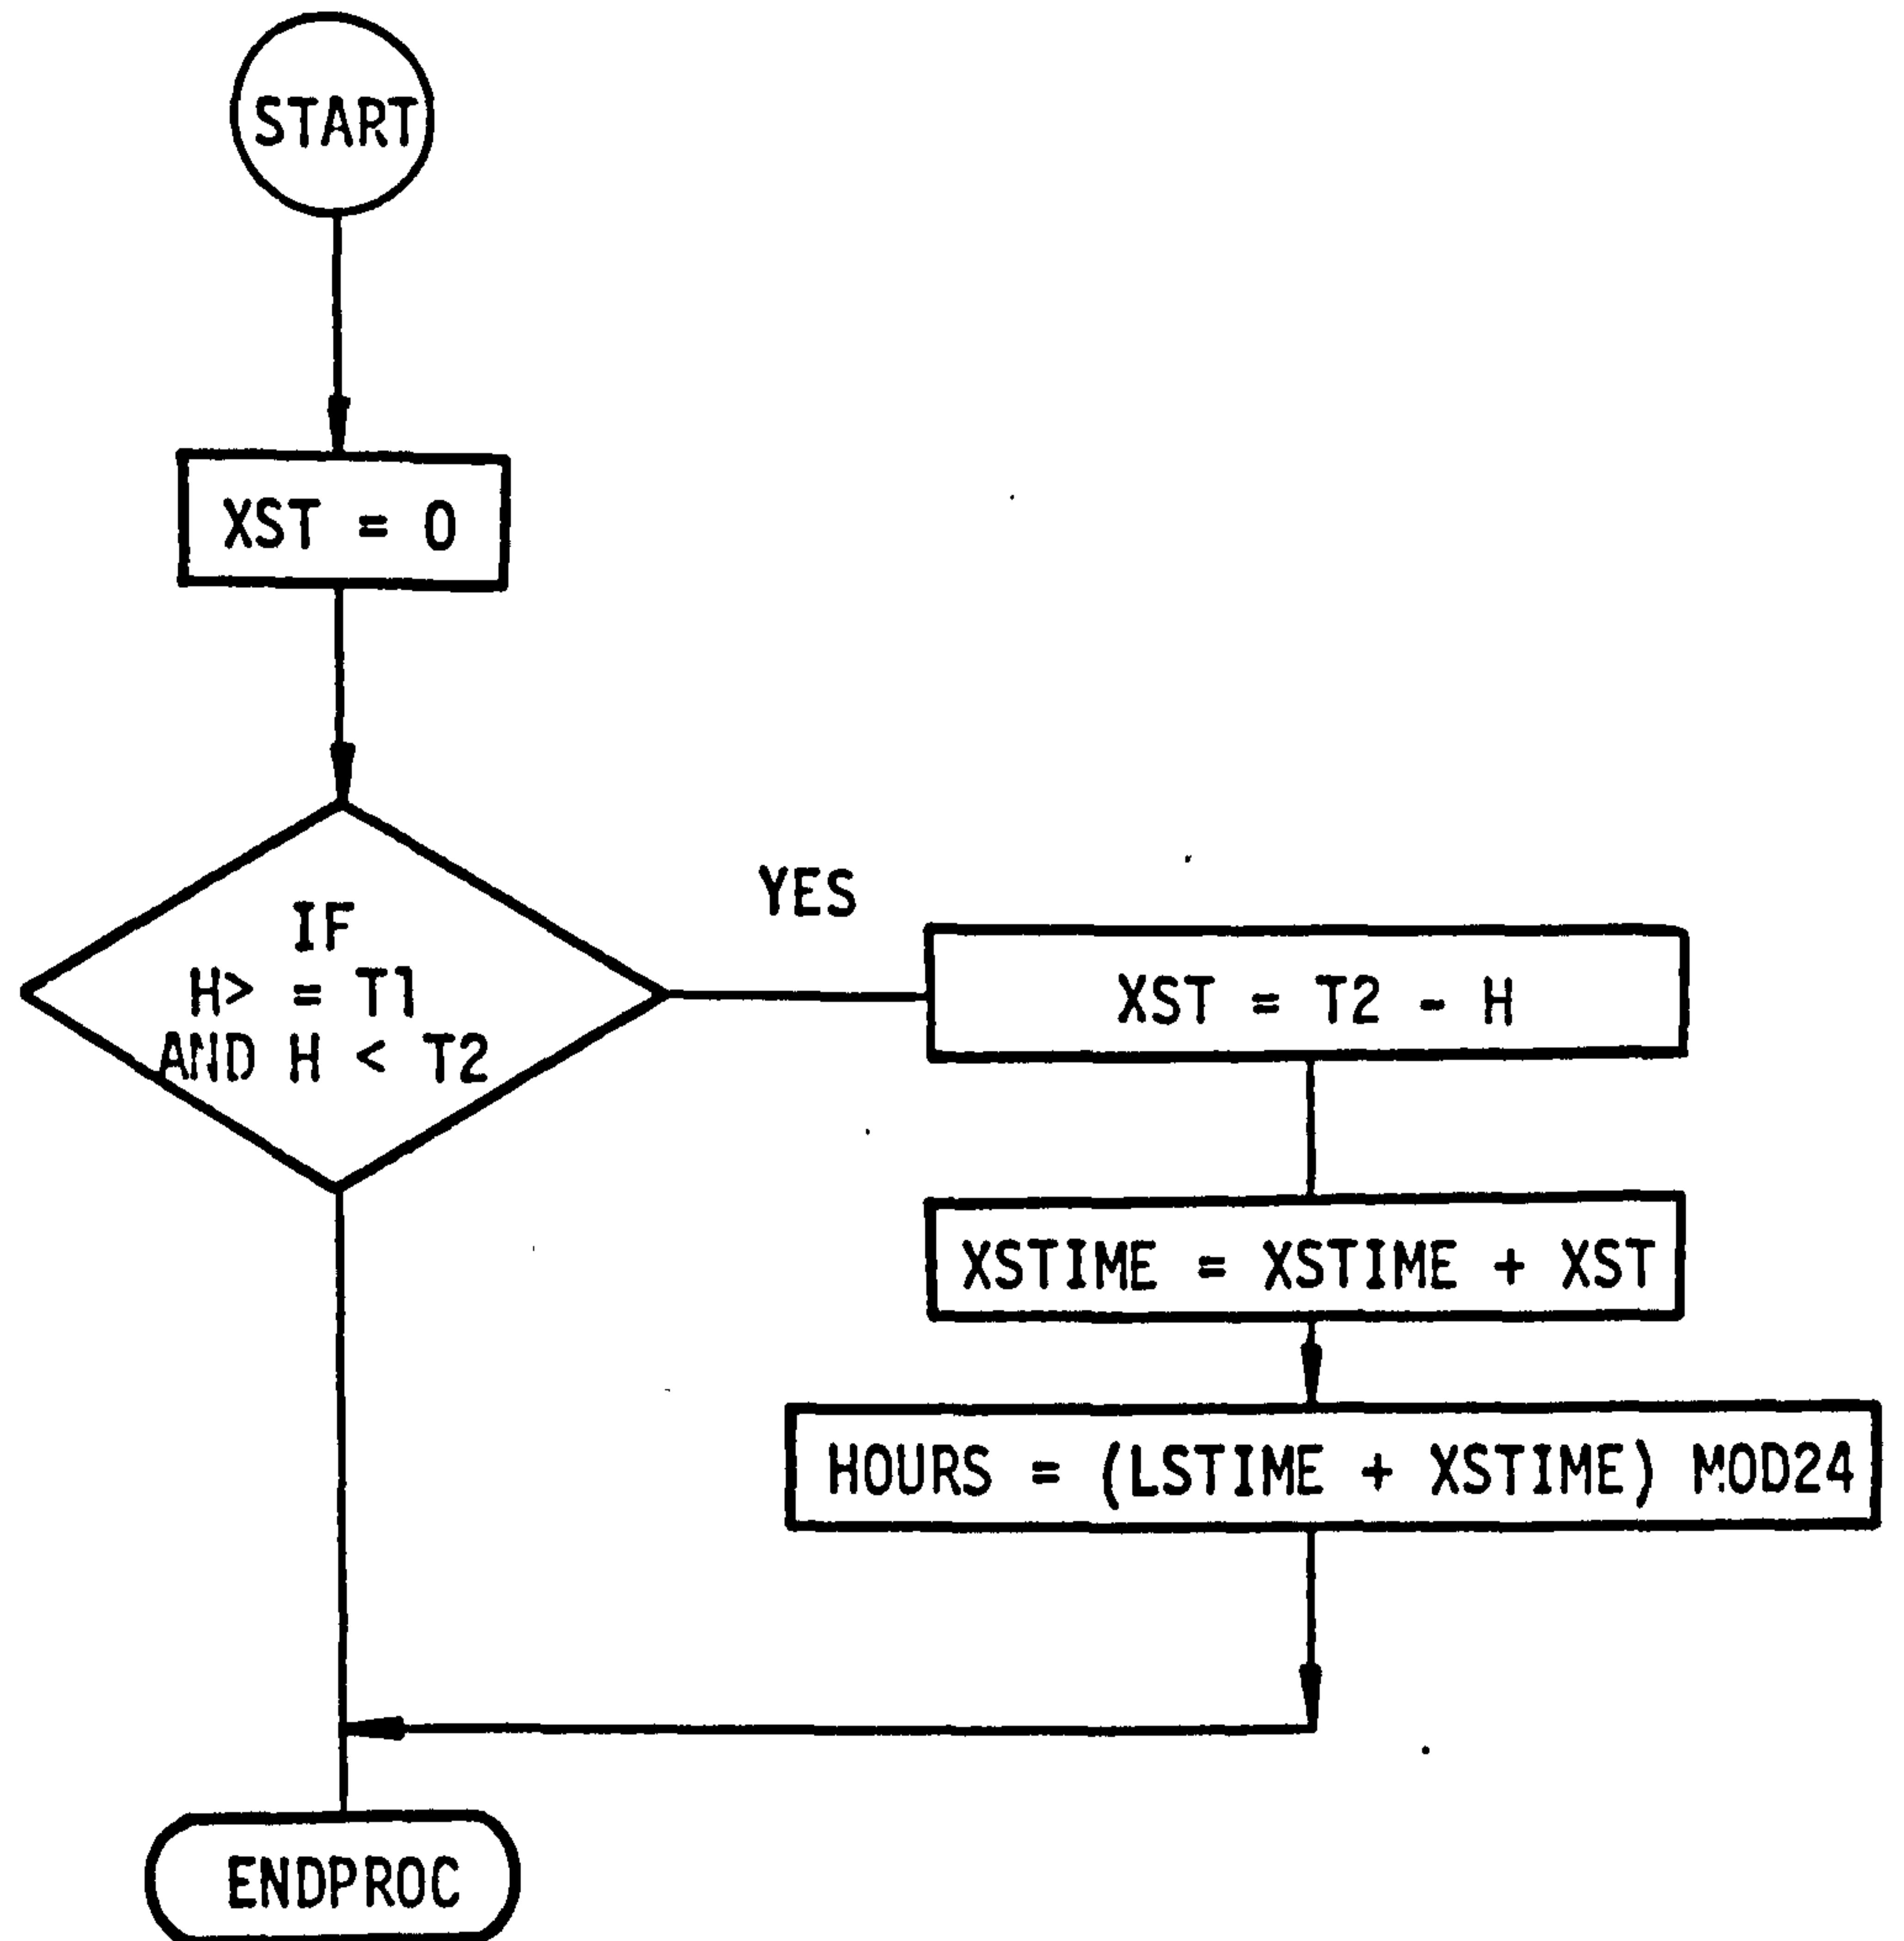 START
XST = 0
IF
H> = T1
AND H < T2
YES
XST = T2 - H
XSTIME = XSTIME + XST
HOURS = (LSTIME + XSTIME) MOD24
ENDPROC